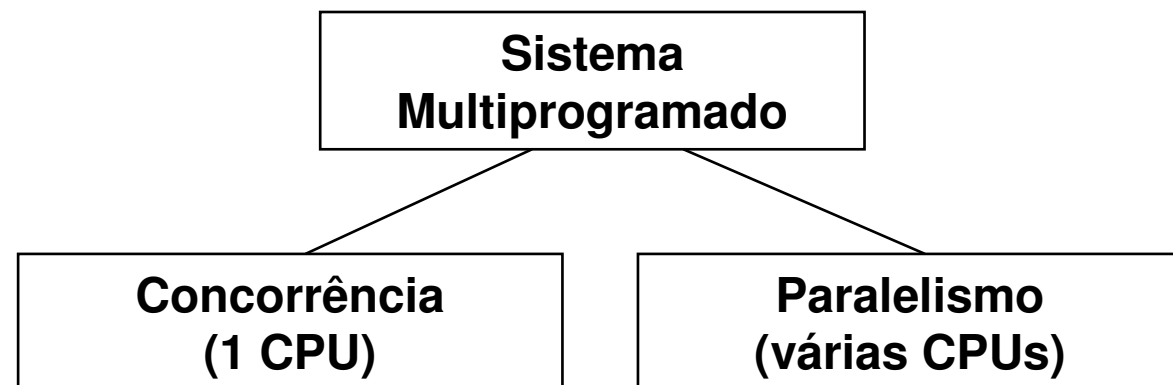 Sistema
Multiprogramado
Concorrência
(1 CPU)
Paralelismo
(várias CPUs)